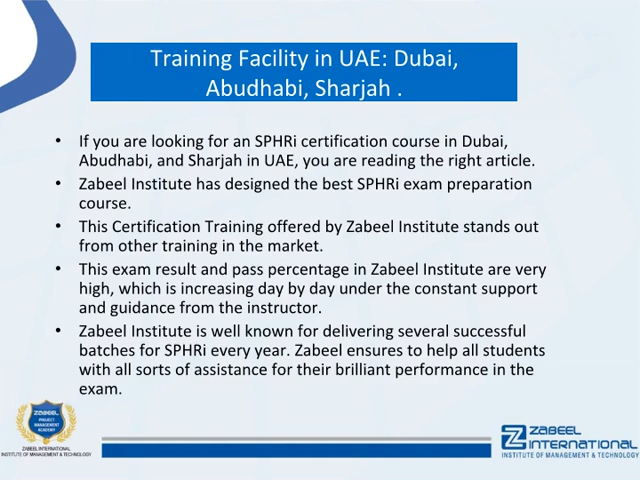 Training Facility in UAE: Dubai,
Abudhabi, Sharjah .
• If you are looking for an SPHRi certification course in Dubai,
Abudhabi, and Sharjah in UAE, you are reading the right article.
• Zabeel Institute has designed the best SPHRi exam preparation
course.
• This Certification Training offered by Zabeel Institute stands out
from other training in the market.
• This exam result and pass percentage in Zabeel Institute are very
high, which is increasing day by day under the constant support
and guidance from the instructor.
• Zabeel Institute is well known for delivering several successful
batches for SPHRi every year. Zabeel ensures to help all students
with all sorts of assistance for their brilliant performance in the
exam.
ZABEEL
PROJECT
MANAGEMENT
ACADEMY
ZABEEL INTERNATIONAL
INSTITUTE OF MANAGEMENT & TECHNOLOGY
ZABEEL
INTERNATIONAL
INSTITUTE OF MANAGEMENT & TECHNOLOGY